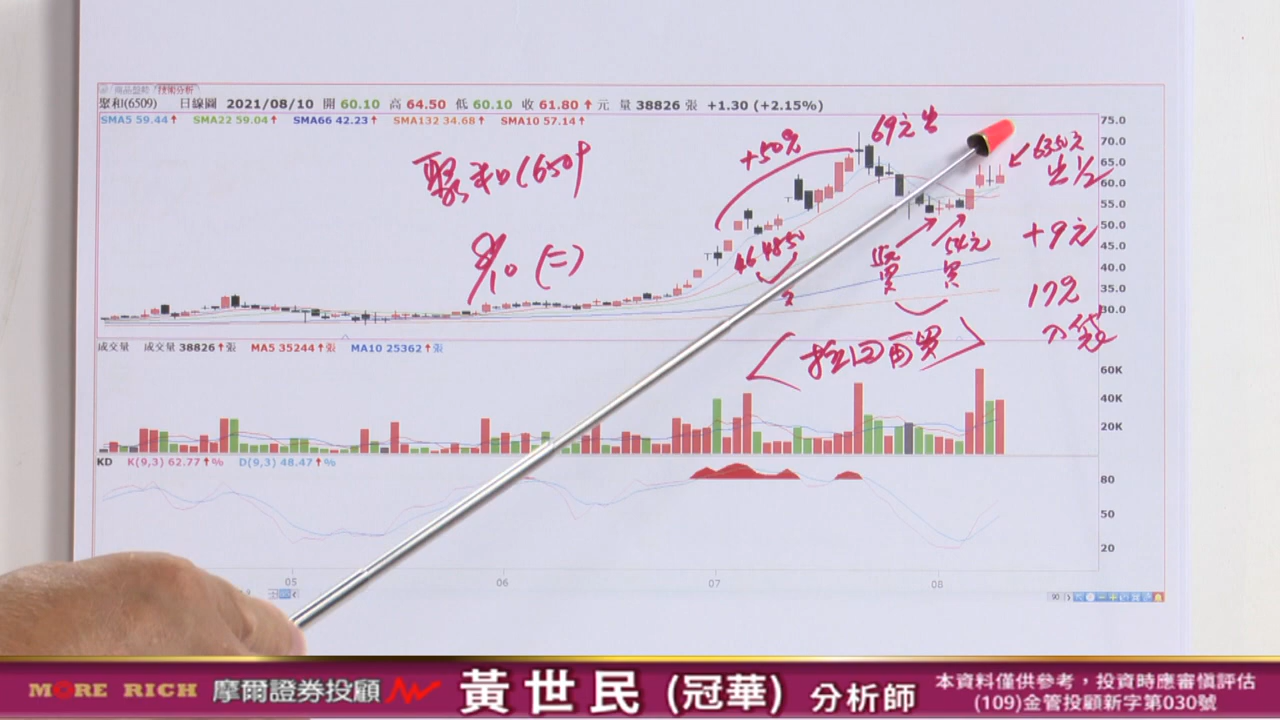 商品盤勢 技術分析
聚和(6509) 日線圖 2021/08/10 開 60.10 高 64.50 低 60.10 收 61.80↑元 量 38826 張 +1.30 (+2.15%)
SMA5 59.44↑ SMA22 59.04↑ SMA66 42.23↑ SMA132 34.68↑ SMA10 57.14↑
聚和(6509)
8/10 (二)
+50%
69元出
63.50元
出1/2
46 48 50
買
55元
買
54元
買
+9元
17%
入袋
拉回再買
75.0
70.0
65.0
60.0
55.0
50.0
45.0
40.0
35.0
30.0
成交量 成交量 38826↑張 MA5 35244↑張 MA10 25362↑張
60K
40K
20K
KD K(9,3) 62.77↑% D(9,3) 48.47↑%
80
50
20
05 06 07 08
90
MORE RICH 摩爾證券投顧 黃世民 (冠華) 分析師
本資料僅供參考，投資時應審慎評估
(109)金管投顧新字第030號